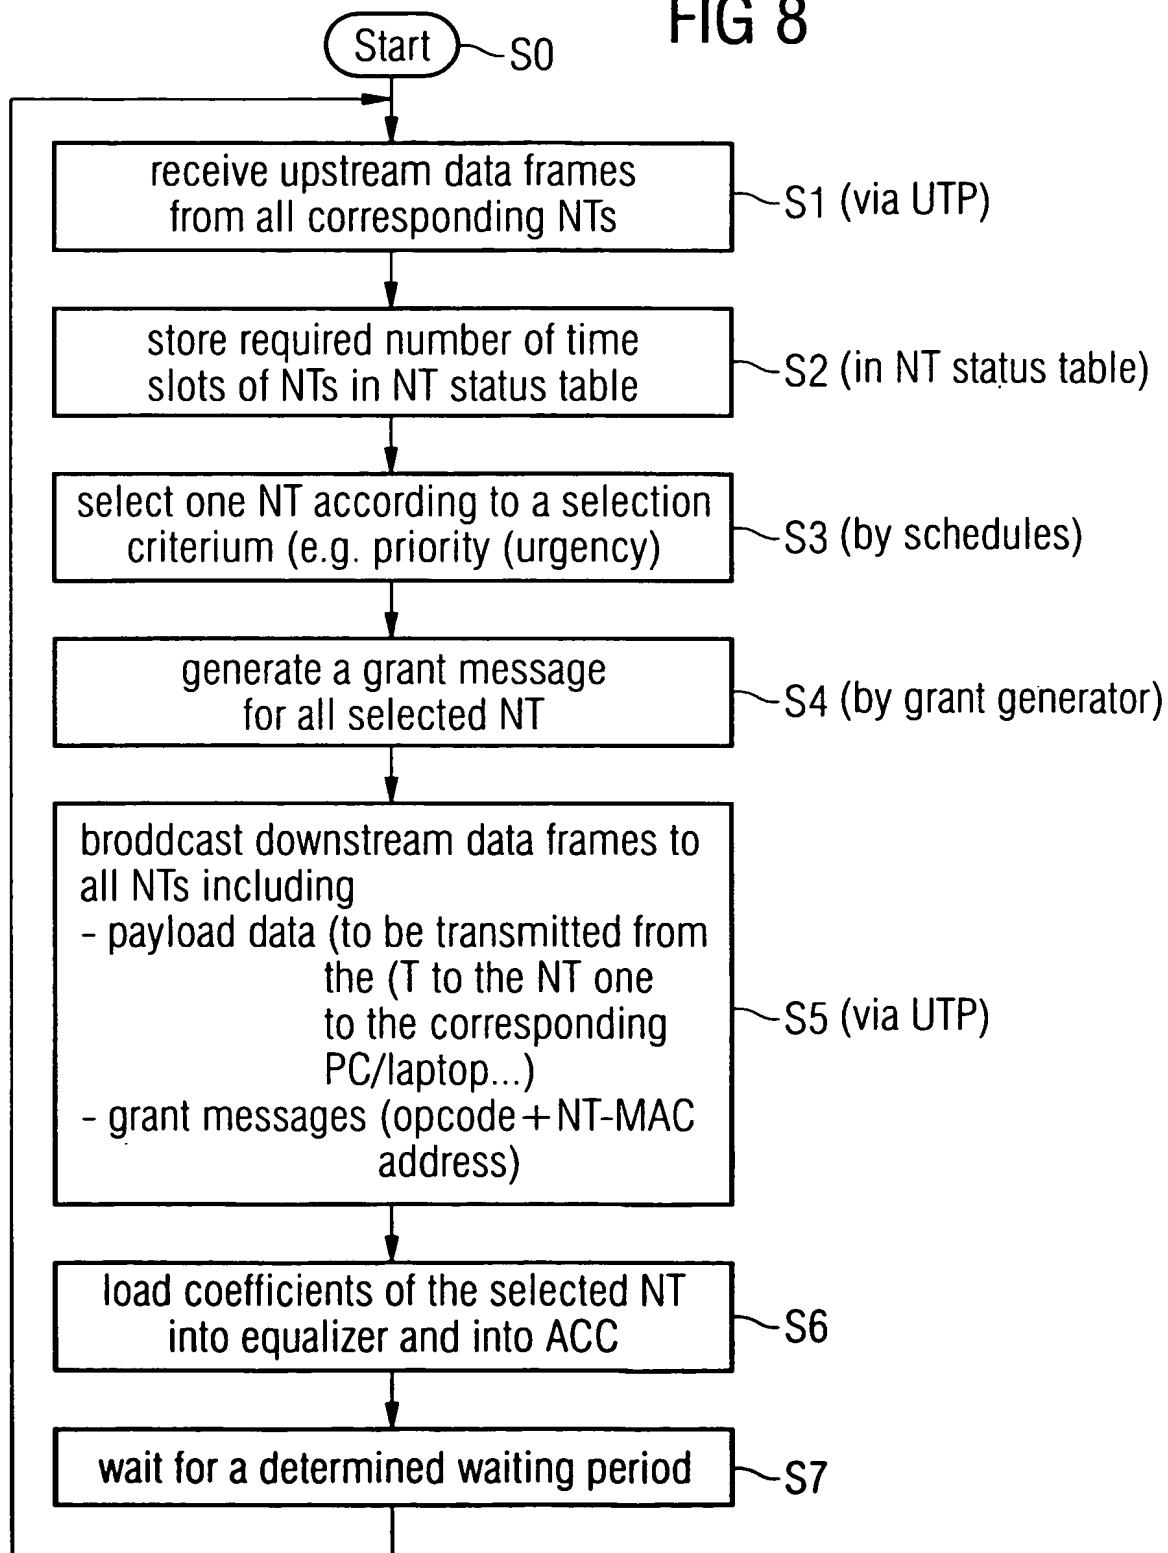 FIG 8
Start
S0
receive upstream data frames
from all corresponding NTs
S1 (via UTP)
store required number of time
slots of NTs in NT status table
S2 (in NT status table)
select one NT according to a selection
criterium (e.g. priority (urgency)
S3 (by schedules)
generate a grant message
for all selected NT
S4 (by grant generator)
broddcast downstream data frames to
all NTs including
- payload data (to be transmitted from
the (T to the NT one
to the corresponding
PC/laptop...)
- grant messages (opcode+NT-MAC
address)
S5 (via UTP)
load coefficients of the selected NT
into equalizer and into ACC
S6
wait for a determined waiting period
S7